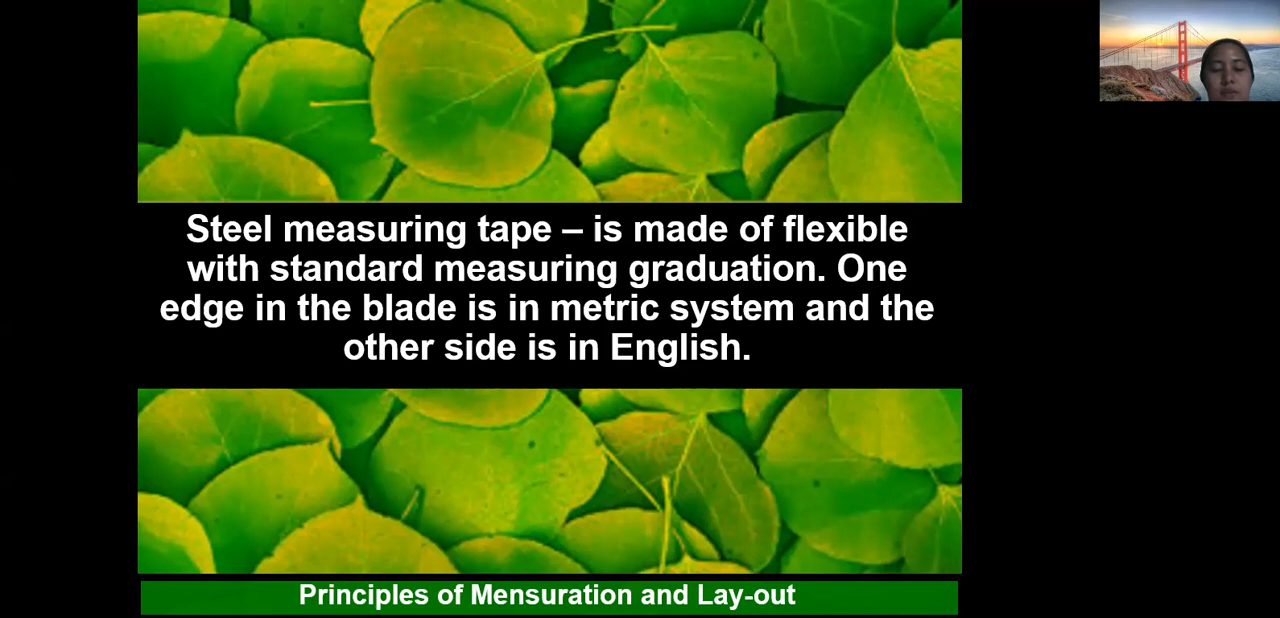 Steel measuring tape – is made of flexible
with standard measuring graduation. One
edge in the blade is in metric system and the
other side is in English.
Principles of Mensuration and Lay-out